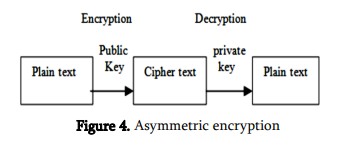 Encryption Decryption
Public Key private key
Plain text Cipher text Plain text
Figure 4. Asymmetric encryption